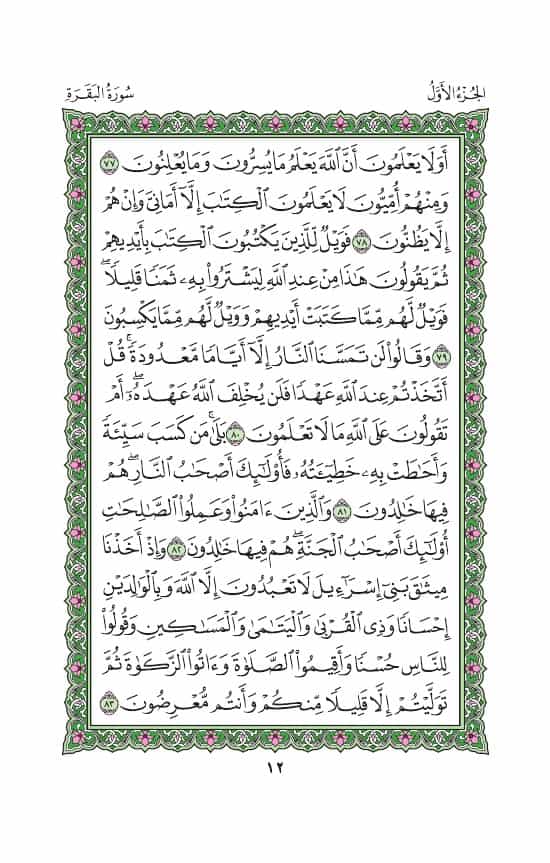 الجُزْءُ الأَوَّلُ
سُورَةُ البَقَرَةِ
أَوَلَا يَعْلَمُونَ أَنَّ ٱللَّهَ يَعْلَمُ مَا يُسِرُّونَ وَمَا يُعْلِنُونَ ٧٧
وَمِنْهُمْ أُمِّيُّونَ لَا يَعْلَمُونَ ٱلْكِتَٰبَ إِلَّآ أَمَانِىَّ وَإِنْ هُمْ
إِلَّا يَظُنُّونَ ٧٨ فَوَيْلٌ لِّلَّذِينَ يَكْتُبُونَ ٱلْكِتَٰبَ بِأَيْدِيهِمْ
ثُمَّ يَقُولُونَ هَٰذَا مِنْ عِندِ ٱللَّهِ لِيَشْتَرُوا۟ بِهِۦ ثَمَنًا قَلِيلًا ۖ
فَوَيْلٌ لَّهُم مِّمَّا كَتَبَتْ أَيْدِيهِمْ وَوَيْلٌ لَّهُم مِّمَّا يَكْسِبُونَ
٧٩ وَقَالُوا۟ لَن تَمَسَّنَا ٱلنَّارُ إِلَّآ أَيَّامًا مَّعْدُودَةً ۚ قُلْ
أَتَّخَذْتُمْ عِندَ ٱللَّهِ عَهْدًا فَلَن يُخْلِفَ ٱللَّهُ عَهْدَهُۥٓ ۖ أَمْ
تَقُولُونَ عَلَى ٱللَّهِ مَا لَا تَعْلَمُونَ ٨٠ بَلَىٰ ۚ مَن كَسَبَ سَيِّئَةً
وَأَحَٰطَتْ بِهِۦ خَطِيٓـَٔتُهُۥ فَأُو۟لَٰٓئِكَ أَصْحَٰبُ ٱلنَّارِ ۖ هُمْ
فِيهَا خَٰلِدُونَ ٨١ وَٱلَّذِينَ ءَامَنُوا۟ وَعَمِلُوا۟ ٱلصَّٰلِحَٰتِ
أُو۟لَٰٓئِكَ أَصْحَٰبُ ٱلْجَنَّةِ ۖ هُمْ فِيهَا خَٰلِدُونَ ٨٢ وَإِذْ أَخَذْنَا
مِيثَٰقَ بَنِىٓ إِسْرَٰٓءِيلَ لَا تَعْبُدُونَ إِلَّا ٱللَّهَ وَبِٱلْوَٰلِدَيْنِ
إِحْسَانًا وَذِى ٱلْقُرْبَىٰ وَٱلْيَتَٰمَىٰ وَٱلْمَسَٰكِينِ وَقُولُوا۟
لِلنَّاسِ حُسْنًا وَأَقِيمُوا۟ ٱلصَّلَوٰةَ وَءَاتُوا۟ ٱلزَّكَوٰةَ ثُمَّ
تَوَلَّيْتُمْ إِلَّا قَلِيلًا مِّنكُمْ وَأَنتُم مُّعْرِضُونَ ٨٣
١٢